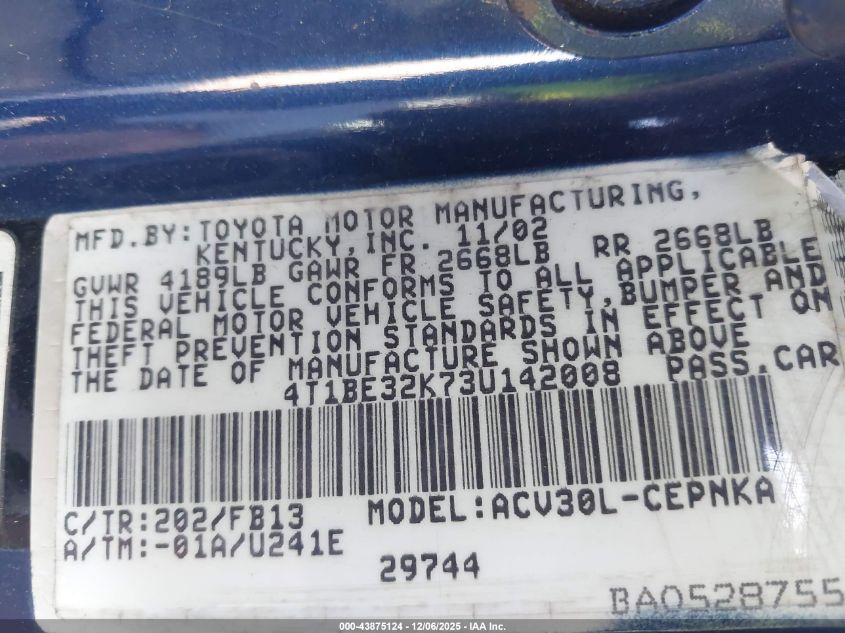 MFD.BY:TOYOTA MOTOR MANUFACTURING,
KENTUCKY,INC. 11/02
GVWR 4189LB GAWR FR 2668LB RR 2668LB
THIS VEHICLE CONFORMS TO ALL APPLICABLE
FEDERAL MOTOR VEHICLE SAFETY,BUMPER AND
THEFT PREVENTION STANDARDS IN EFFECT ON
THE DATE OF MANUFACTURE SHOWN ABOVE
4T1BE32K73U142008 PASS.CAR
C/TR:202/FB13 MODEL:ACV30L-CEPNKA
A/TM:-01A/U241E
29744
BA0528755
000-43875124 - 12/06/2025 - IAA Inc.